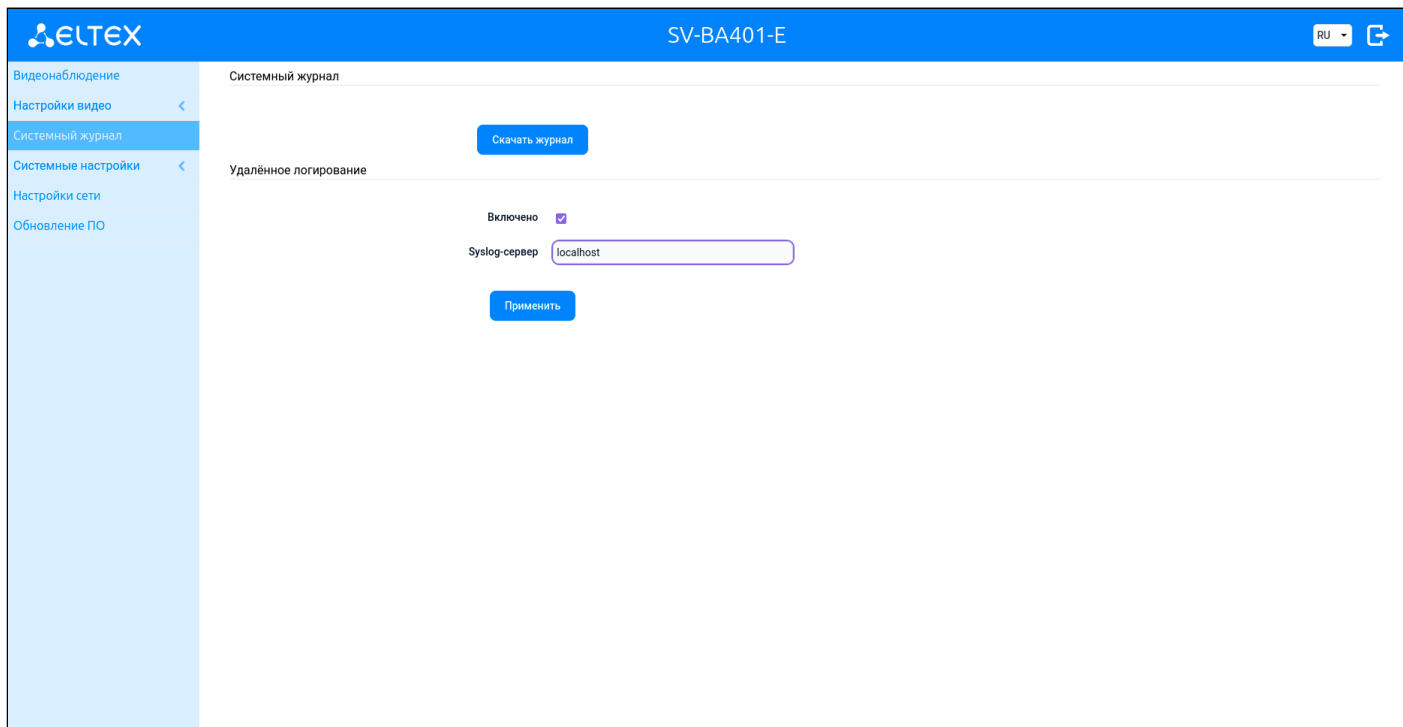 ELTEX
SV-BA401-E
RU
Видеонаблюдение
Настройки видео
Системный журнал
Системные настройки
Настройки сети
Обновление ПО
Системный журнал
Скачать журнал
Удалённое логирование
Включено
Syslog-сервер localhost
Применить